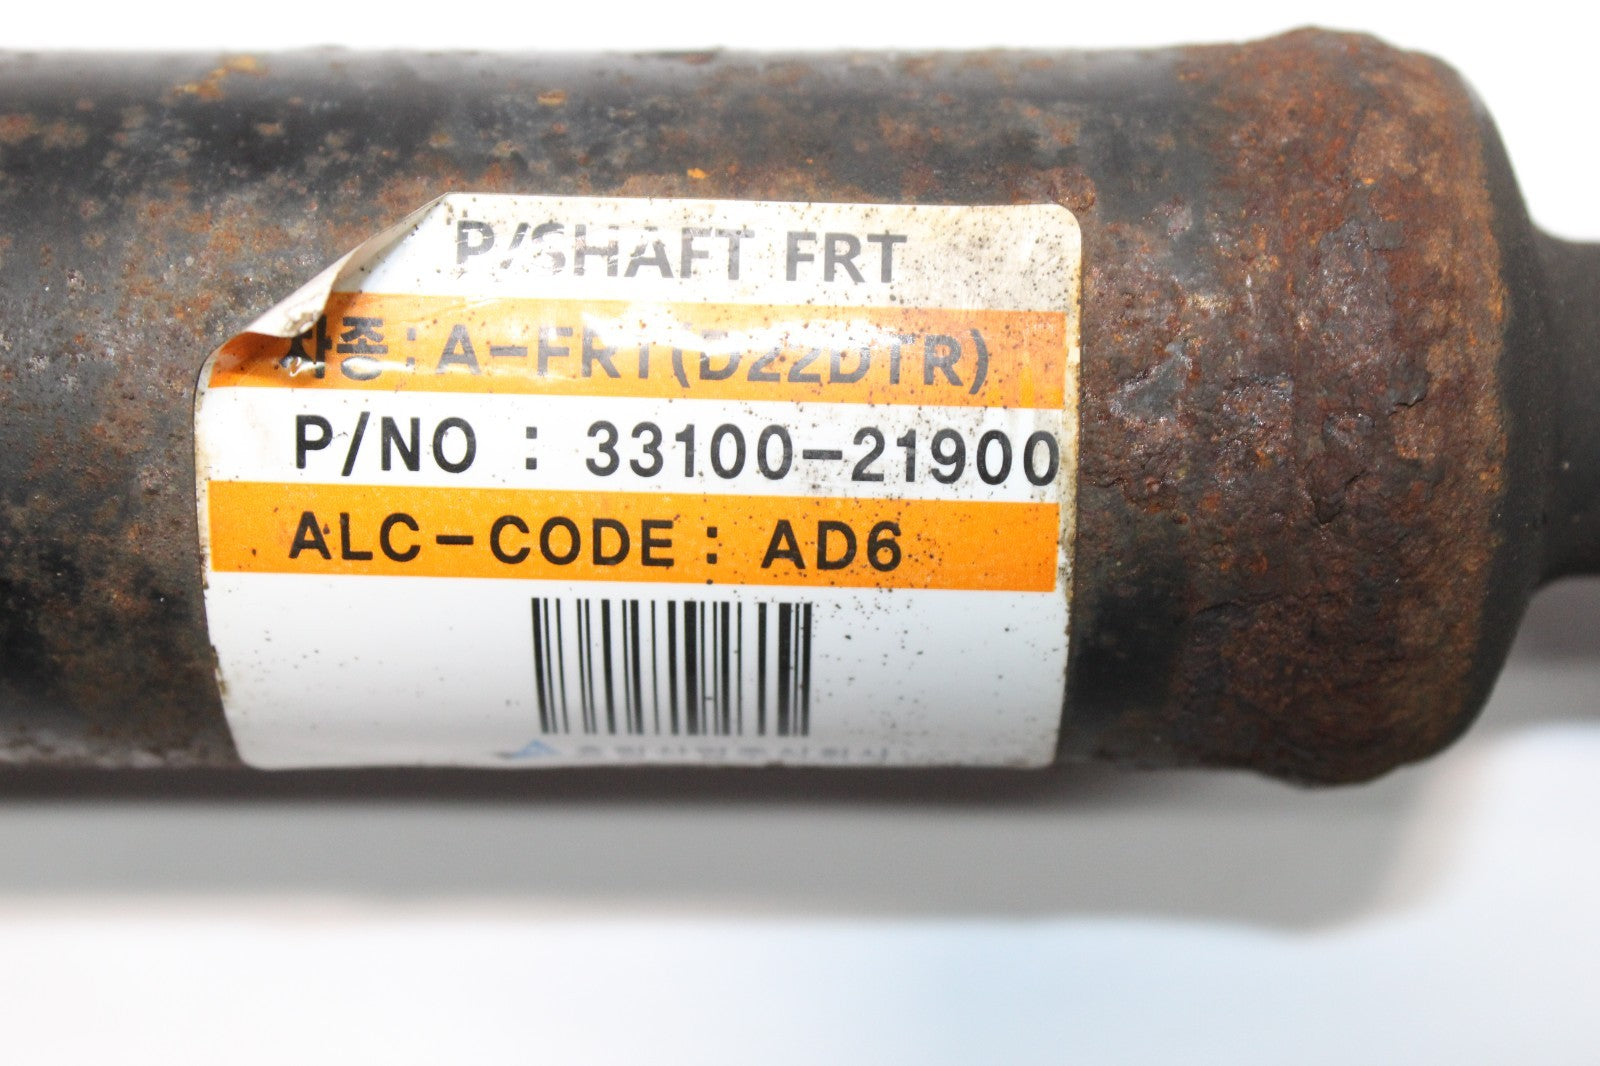 P/SHAFT FRT
차종 : A-FRT(D22DTR)
P/NO : 33100-21900
ALC-CODE : AD6